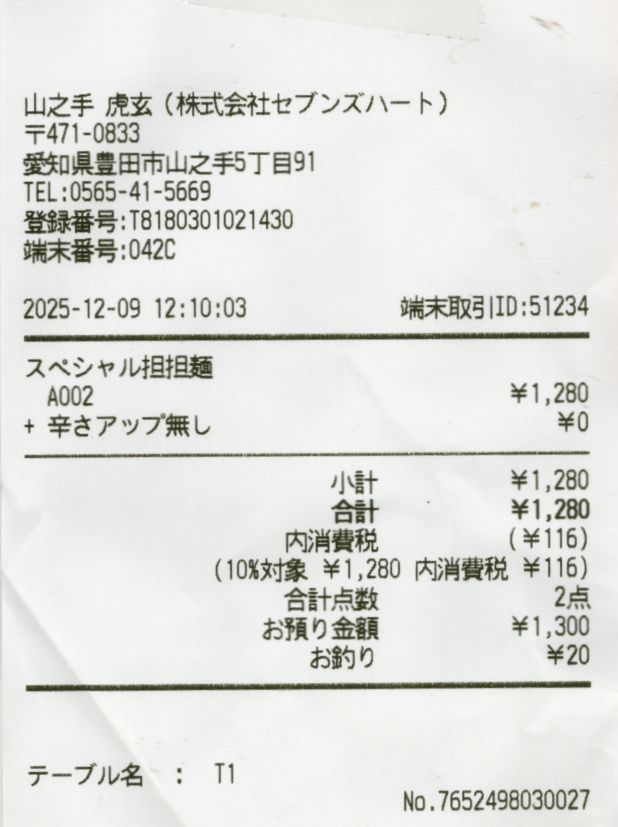 山之手 虎玄(株式会社セブンズハート)
〒471-0833
愛知県豊田市山之手5丁目91
TEL:0565-41-5669
登録番号:T8180301021430
端末番号:042C
2025-12-09 12:10:03 端末取引ID:51234
スペシャル担担麺
A002 ¥1,280
+ 辛さアップ無し ¥0
小計 ¥1,280
合計 ¥1,280
内消費税 (¥116)
(10%対象 ¥1,280 内消費税 ¥116)
合計点数 2点
お預り金額 ¥1,300
お釣り ¥20
テーブル名 : T1
No.7652498030027